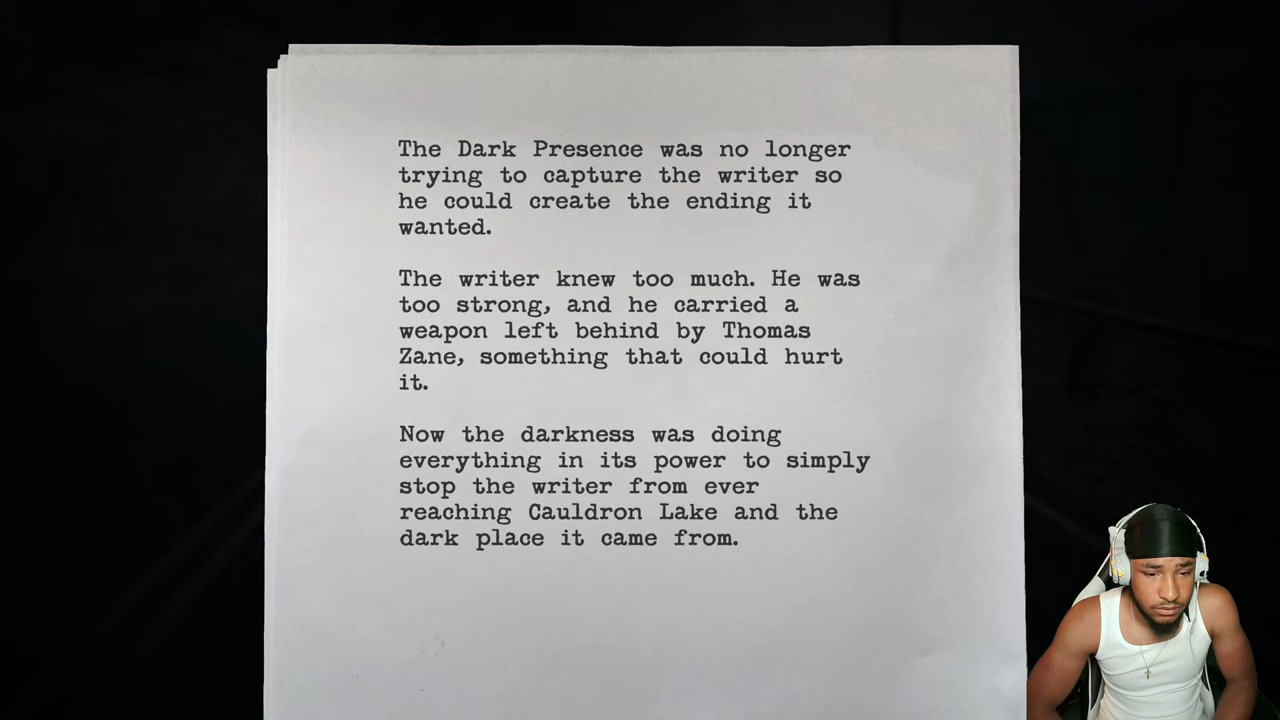 The Dark Presence was no longer
trying to capture the writer so
he could create the ending it
wanted.
The writer knew too much. He was
too strong, and he carried a
weapon left behind by Thomas
Zane, something that could hurt
it.
Now the darkness was doing
everything in its power to simply
stop the writer from ever
reaching Cauldron Lake and the
dark place it came from.